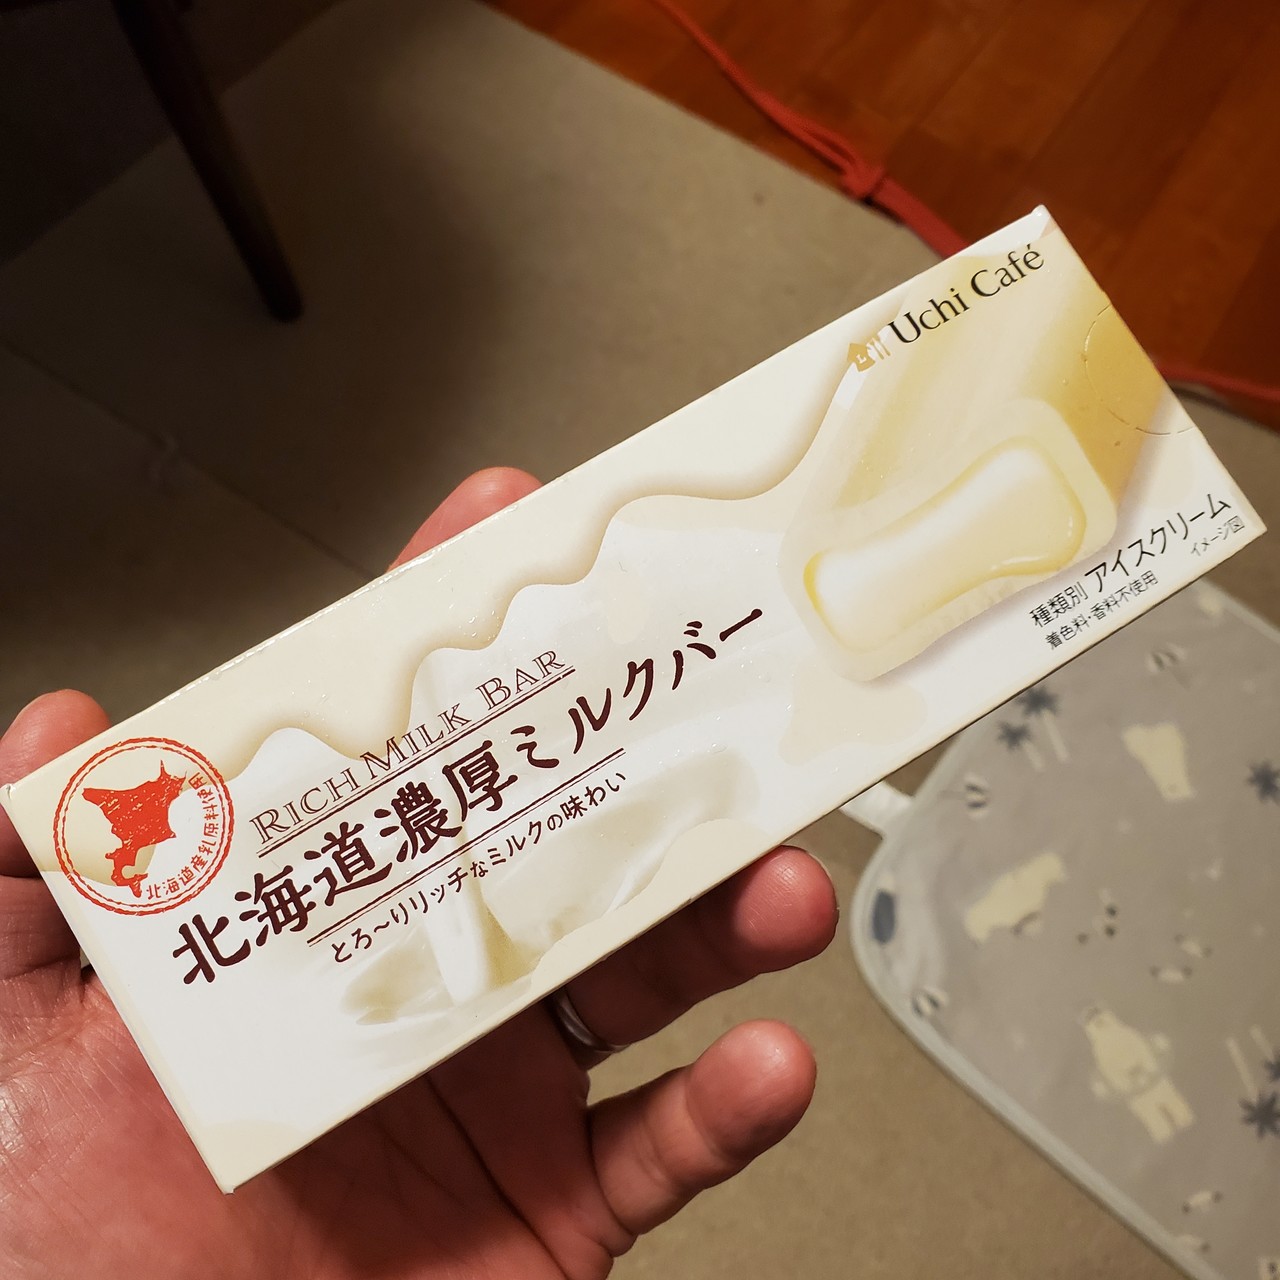 Uchi Café
RICH MILK BAR
北海道濃厚ミルクバー
とろ〜りリッチなミルクの味わい
北海道産乳原料使用
種類別 アイスクリーム
着色料・香料不使用
イメージ図